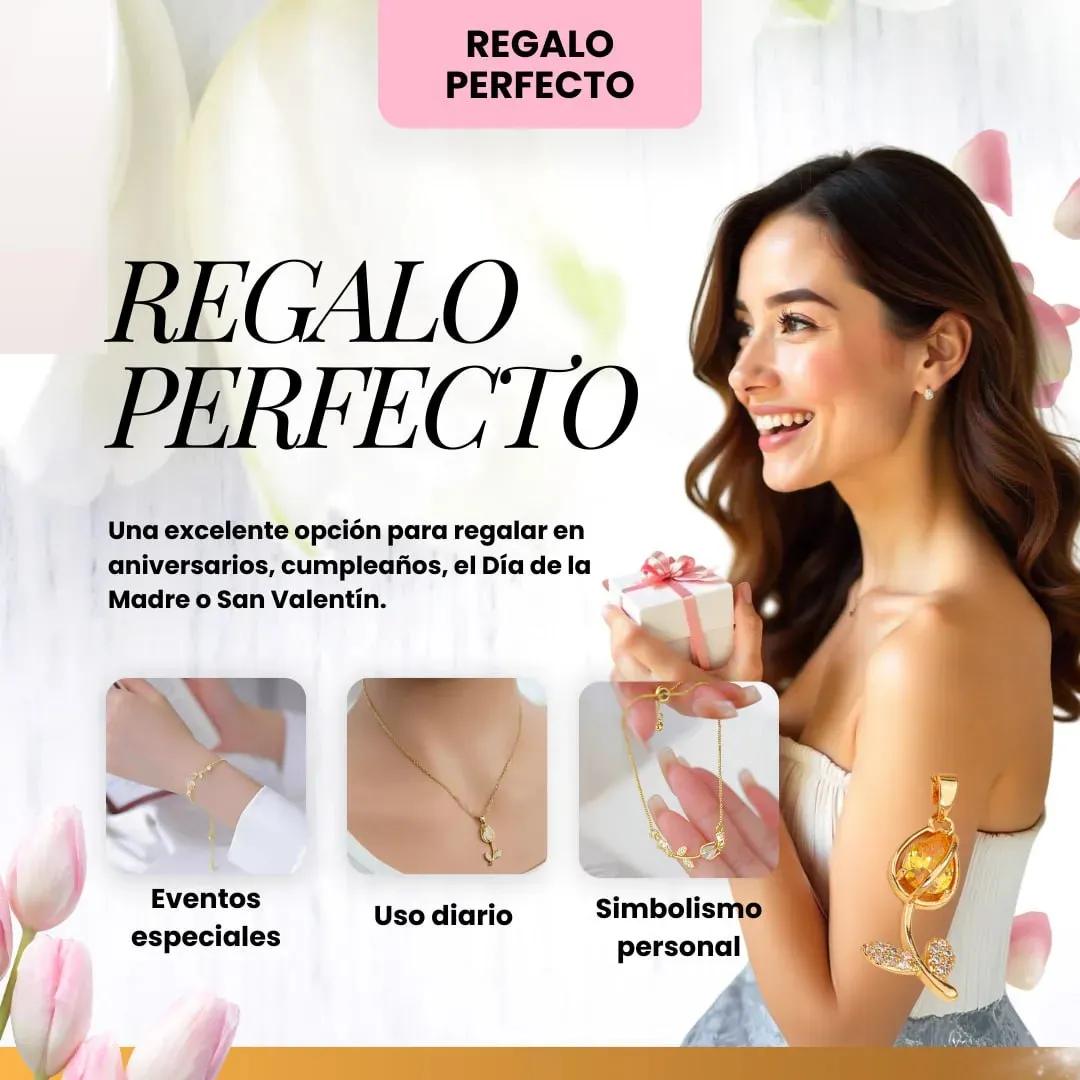 REGALO
PERFECTO
REGALO
PERFECTO
Una excelente opción para regalar en
aniversarios, cumpleaños, el Día de la
Madre o San Valentín.
Eventos
especiales
Uso diario
Simbolismo
personal